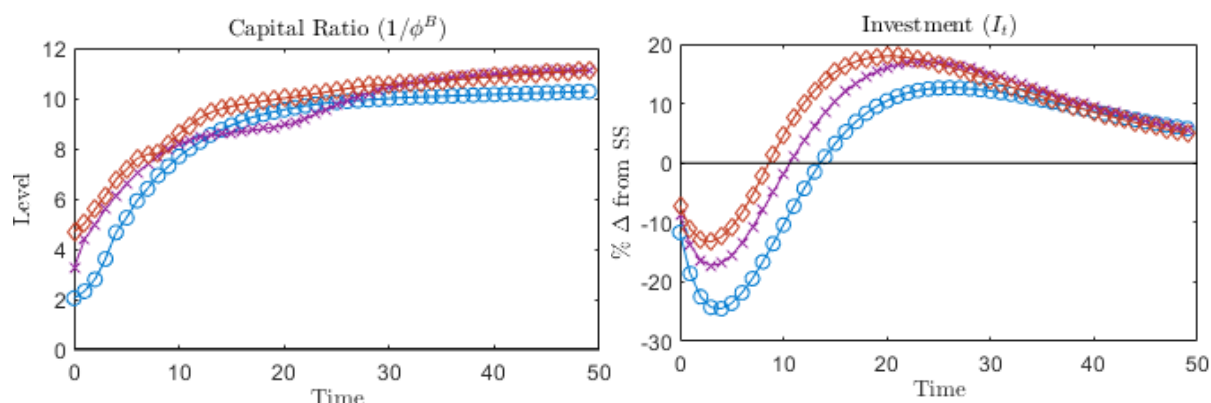 Capital Ratio (1/ϕ^B)
Level
12
10
8
6
4
2
0
0 10 20 30 40 50
Time
Investment (I_t)
% Δ from SS
20
10
0
-10
-20
-30
0 10 20 30 40 50
Time